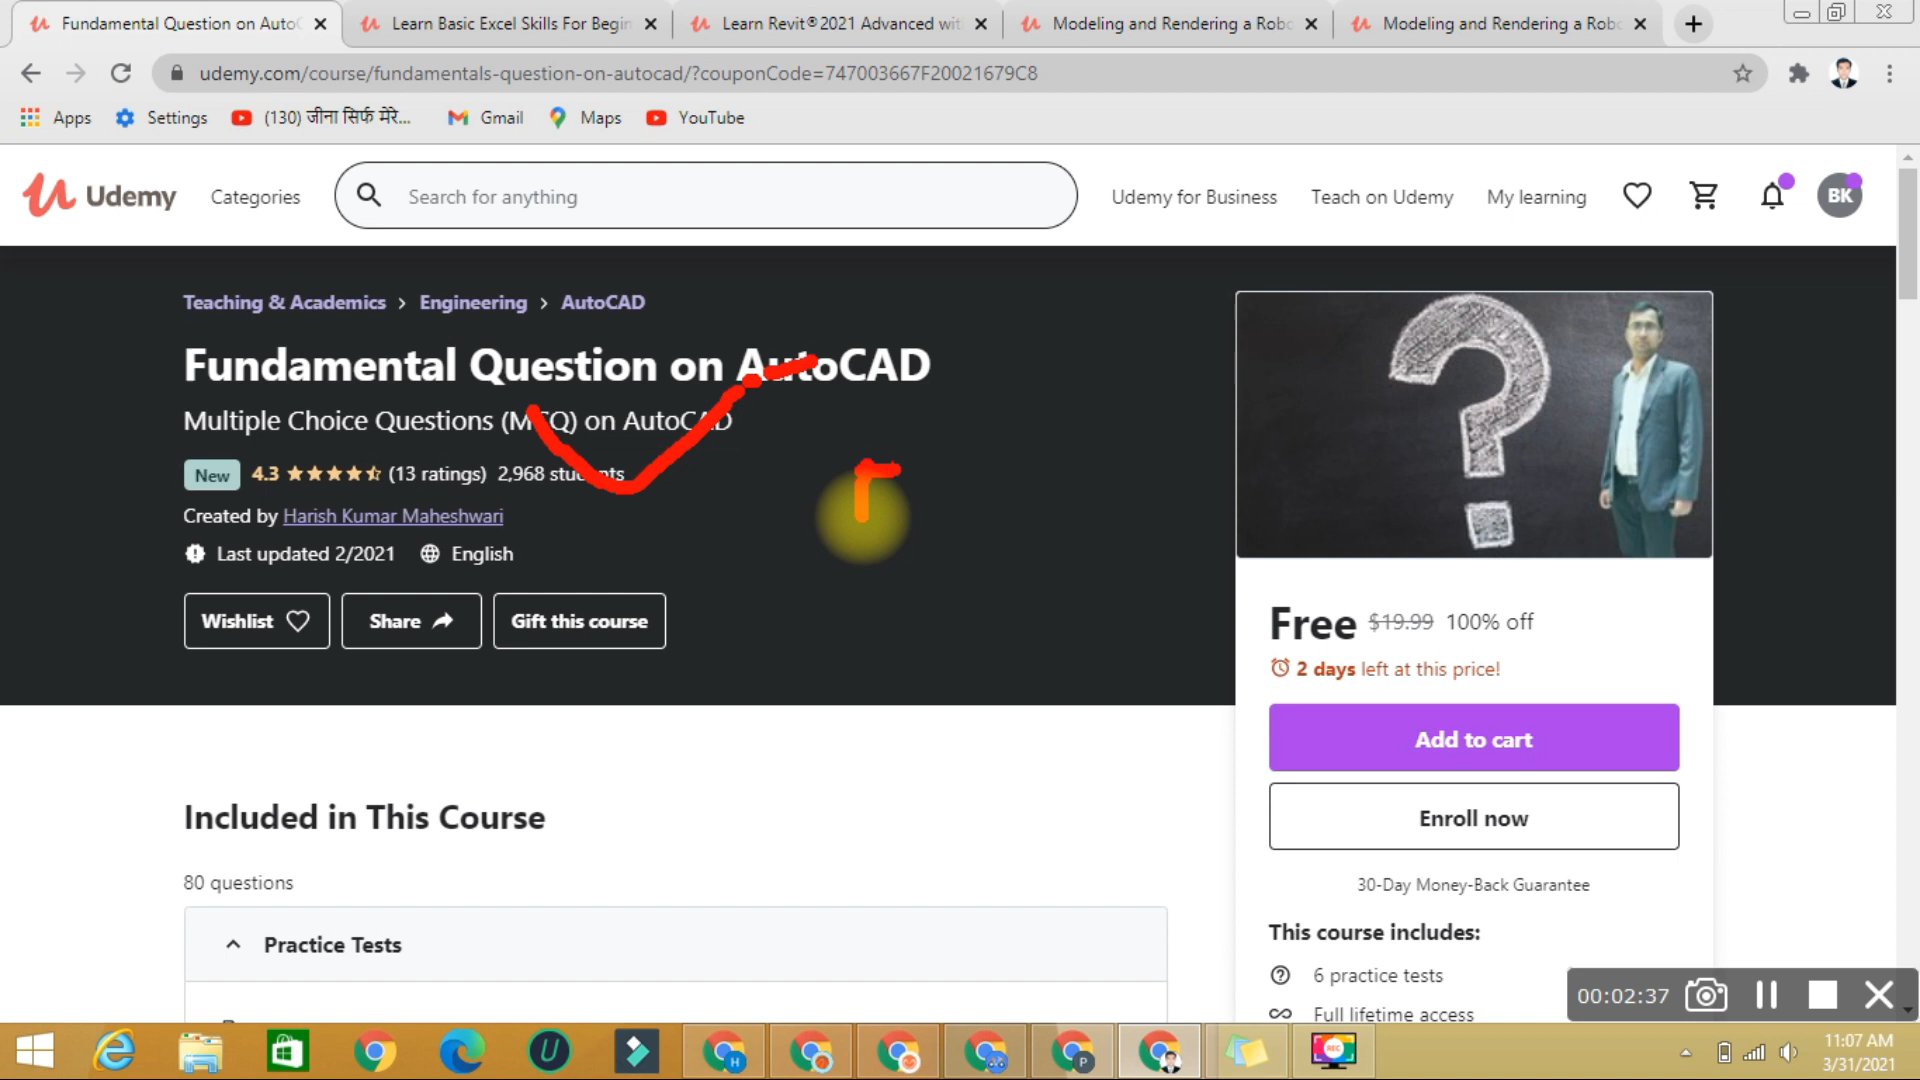 Fundamental Question on AutoC
Learn Basic Excel Skills For Begin
Learn Revit® 2021 Advanced wit
Modeling and Rendering a Robo
Modeling and Rendering a Robo
udemy.com/course/fundamentals-question-on-autocad/?couponCode=747003667F20021679C8
Apps
Settings
(130) जीना सिर्फ मेरे...
Gmail
Maps
YouTube
Udemy
Categories
Search for anything
Udemy for Business
Teach on Udemy
My learning
BK
Teaching & Academics > Engineering > AutoCAD
Fundamental Question on AutoCAD
Multiple Choice Questions (MCQ) on AutoCAD
New 4.3 (13 ratings) 2,968 students
Created by Harish Kumar Maheshwari
Last updated 2/2021 English
Wishlist
Share
Gift this course
Free $19.99 100% off
2 days left at this price!
Add to cart
Enroll now
30-Day Money-Back Guarantee
This course includes:
6 practice tests
Full lifetime access
Included in This Course
80 questions
Practice Tests
00:02:37
11:07 AM
3/31/2021